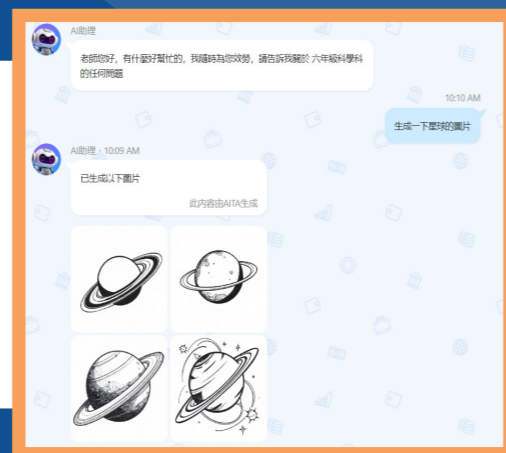 AI助理
老師您好，有什麼好幫忙的，我隨時為您效勞，請告訴我關於 六年級科學科
的任何問題
10:10 AM
生成一下星球的圖片
AI助理 - 10:09 AM
已生成以下圖片
此内容由AITA生成